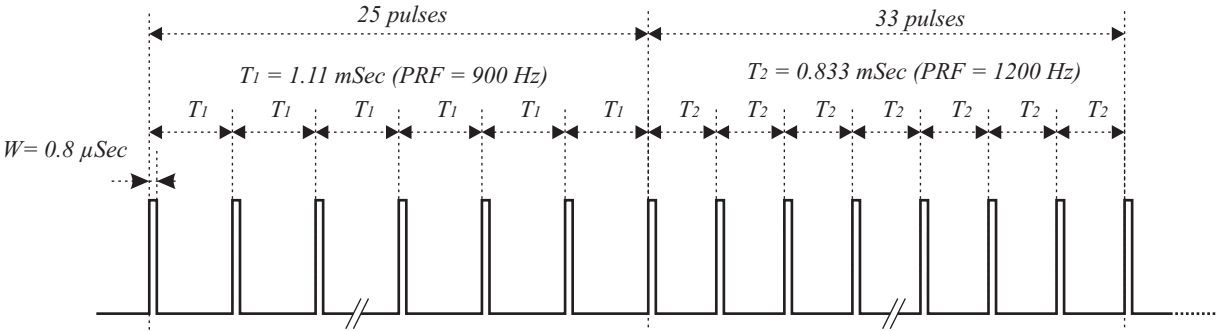 25 pulses 33 pulses
T1 = 1.11 mSec (PRF = 900 Hz) T2 = 0.833 mSec (PRF = 1200 Hz)
T1 T1 T1 T1 T1 T1 T2 T2 T2 T2 T2 T2 T2
W= 0.8 µSec